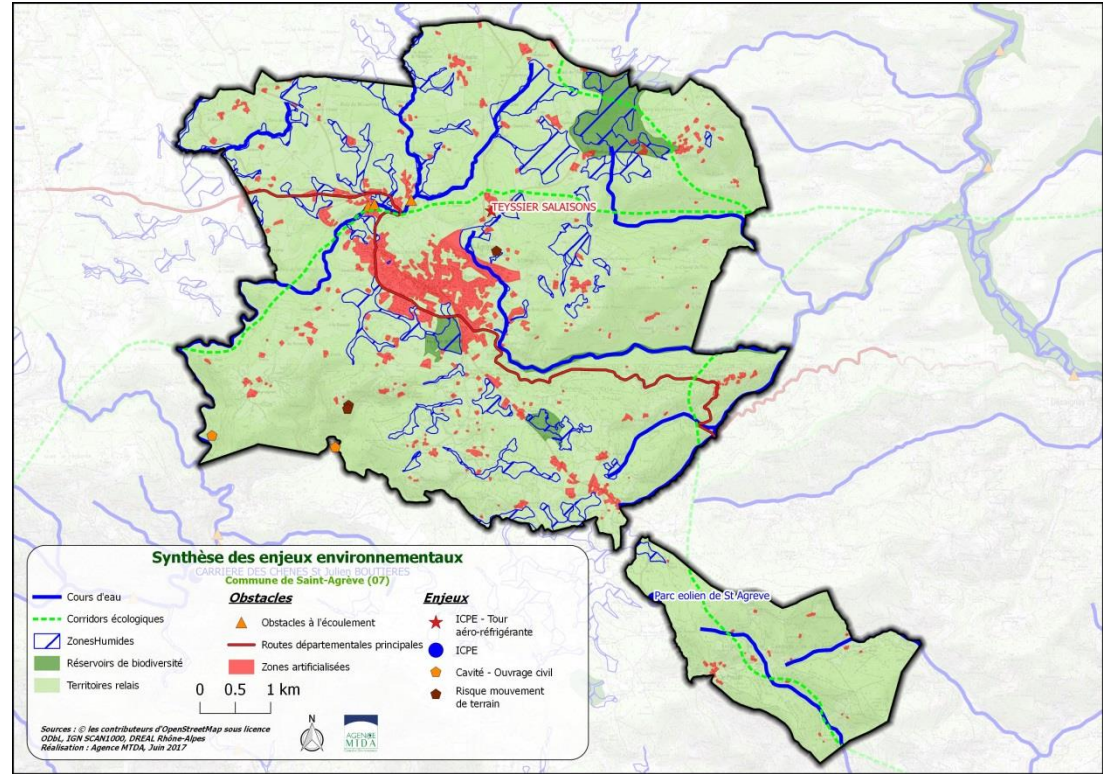 TEYSSIER SALAISONS
Parc eolien de St Agreve
Synthèse des enjeux environnementaux
CARRIERE DES CHENES St Julien BOUTIERES
Commune de Saint-Agrève (07)
Cours d'eau
Corridors écologiques
ZonesHumides
Réservoirs de biodiversité
Territoires relais
Obstacles
Obstacles à l'écoulement
Routes départementales principales
Zones artificialisées
Enjeux
ICPE - Tour
aéro-réfrigérante
ICPE
Cavité - Ouvrage civil
Risque mouvement
de terrain
0 0.5 1 km
N
AGENCE
MTDA
Sources : © les contributeurs d'OpenStreetMap sous licence
ODbL, IGN SCAN1000, DREAL Rhône-Alpes
Réalisation : Agence MTDA, Juin 2017